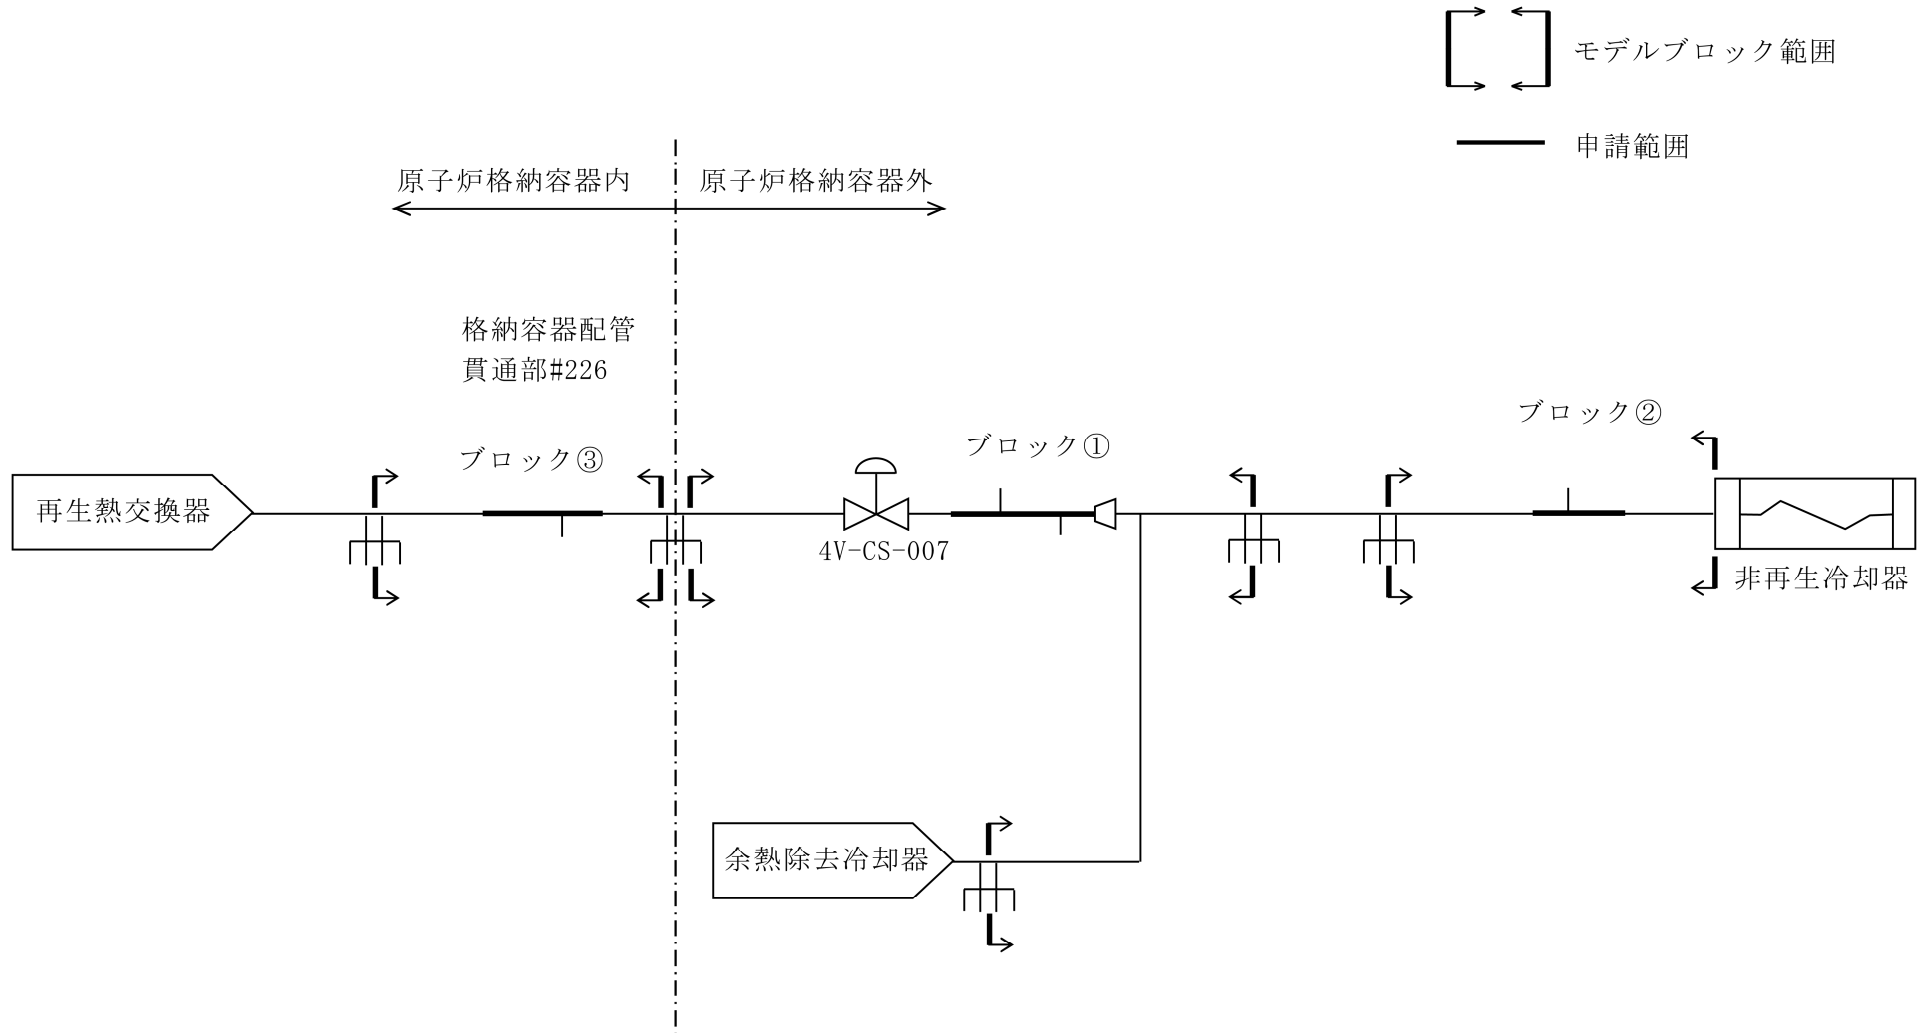 モデルブロック範囲
申請範囲
原子炉格納容器内
原子炉格納容器外
格納容器配管
貫通部#226
ブロック③
ブロック①
ブロック②
再生熱交換器
4V-CS-007
非再生冷却器
余熱除去冷却器